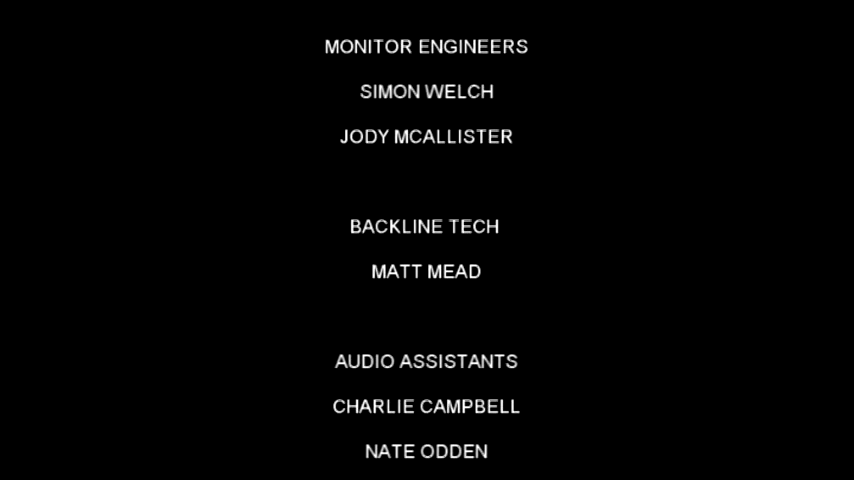 MONITOR ENGINEERS
SIMON WELCH
JODY MCALLISTER
BACKLINE TECH
MATT MEAD
AUDIO ASSISTANTS
CHARLIE CAMPBELL
NATE ODDEN